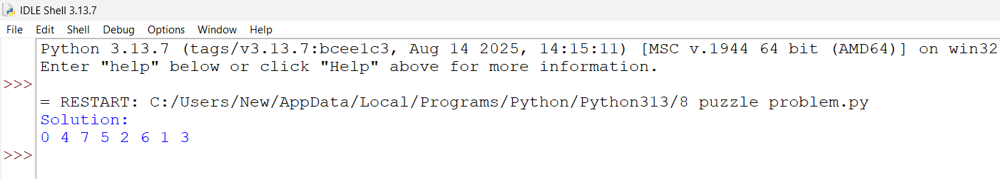 IDLE Shell 3.13.7
File Edit Shell Debug Options Window Help
Python 3.13.7 (tags/v3.13.7:bcee1c3, Aug 14 2025, 14:15:11) [MSC v.1944 64 bit (AMD64)] on win32
Enter "help" below or click "Help" above for more information.
>>>
= RESTART: C:/Users/New/AppData/Local/Programs/Python/Python313/8 puzzle problem.py
Solution:
0 4 7 5 2 6 1 3
>>>